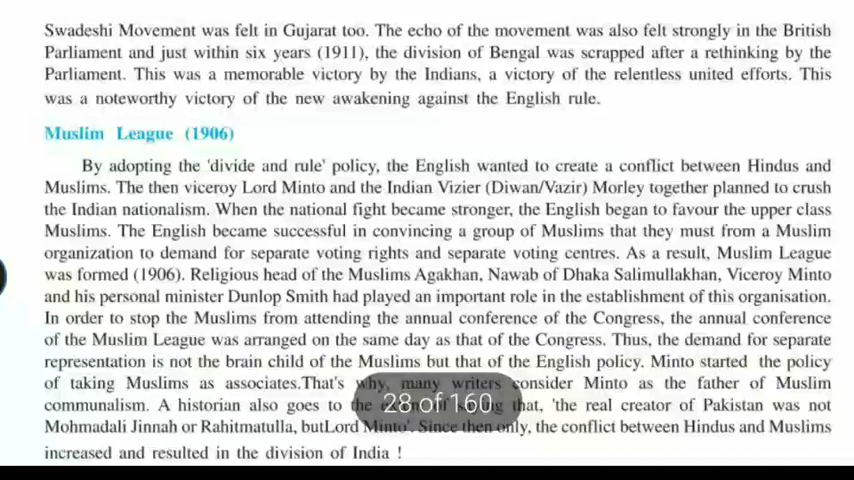 Swadeshi Movement was felt in Gujarat too. The echo of the movement was also felt strongly in the British
Parliament and just within six years (1911), the division of Bengal was scrapped after a rethinking by the
Parliament. This was a memorable victory by the Indians, a victory of the relentless united efforts. This
was a noteworthy victory of the new awakening against the English rule.
Muslim League (1906)
By adopting the 'divide and rule' policy, the English wanted to create a conflict between Hindus and
Muslims. The then viceroy Lord Minto and the Indian Vizier (Diwan/Vazir) Morley together planned to crush
the Indian nationalism. When the national fight became stronger, the English began to favour the upper class
Muslims. The English became successful in convincing a group of Muslims that they must from a Muslim
organization to demand for separate voting rights and separate voting centres. As a result, Muslim League
was formed (1906). Religious head of the Muslims Agakhan, Nawab of Dhaka Salimullakhan, Viceroy Minto
and his personal minister Dunlop Smith had played an important role in the establishment of this organisation.
In order to stop the Muslims from attending the annual conference of the Congress, the annual conference
of the Muslim League was arranged on the same day as that of the Congress. Thus, the demand for separate
representation is not the brain child of the Muslims but that of the English policy. Minto started the policy
of taking Muslims as associates.That's why, many writers consider Minto as the father of Muslim
communalism. A historian also goes to the that, 'the real creator of Pakistan was not
28 of 160
Mohmadali Jinnah or Rahitmatulla, butLord Minto'. Since then only, the conflict between Hindus and Muslims
increased and resulted in the division of India !